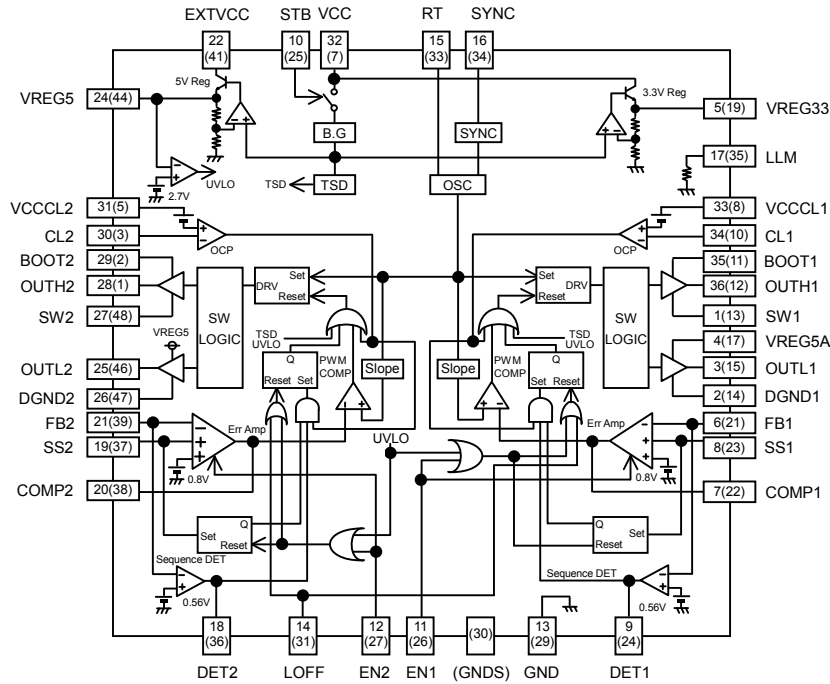 EXTVCC STB VCC RT SYNC
22 (41)
10 (25)
32 (7)
15 (33)
16 (34)
5V Reg
3.3V Reg
VREG5 24(44)
5(19) VREG33
B.G
SYNC
17(35) LLM
TSD TSD
OSC
UVLO
2.7V
VCCCL2 31(5)
33(8) VCCCL1
CL2 30(3)
34(10) CL1
OCP
OCP
BOOT2 29(2)
35(11) BOOT1
OUTH2 28(1)
36(12) OUTH1
SW2 27(48)
1(13) SW1
SW LOGIC
DRV
Set
Reset
Set
Reset
DRV
SW LOGIC
VREG5
4(17) VREG5A
TSD
UVLO
TSD
UVLO
OUTL2 25(46)
3(15) OUTL1
DGND2 26(47)
2(14) DGND1
Q
Reset Set
PWM COMP
Slope
Slope
PWM COMP
Q
Set Reset
FB2 21(39)
6(21) FB1
SS2 19(37)
8(23) SS1
Err Amp
Err Amp
UVLO
0.8V
0.8V
COMP2 20(38)
7(22) COMP1
Q
Set
Reset
Q
Set
Reset
Sequence DET
Sequence DET
0.56V
0.56V
18 (36)
14 (31)
12 (27)
11 (26)
(30)
13 (29)
9 (24)
DET2 LOFF EN2 EN1 (GNDS) GND DET1